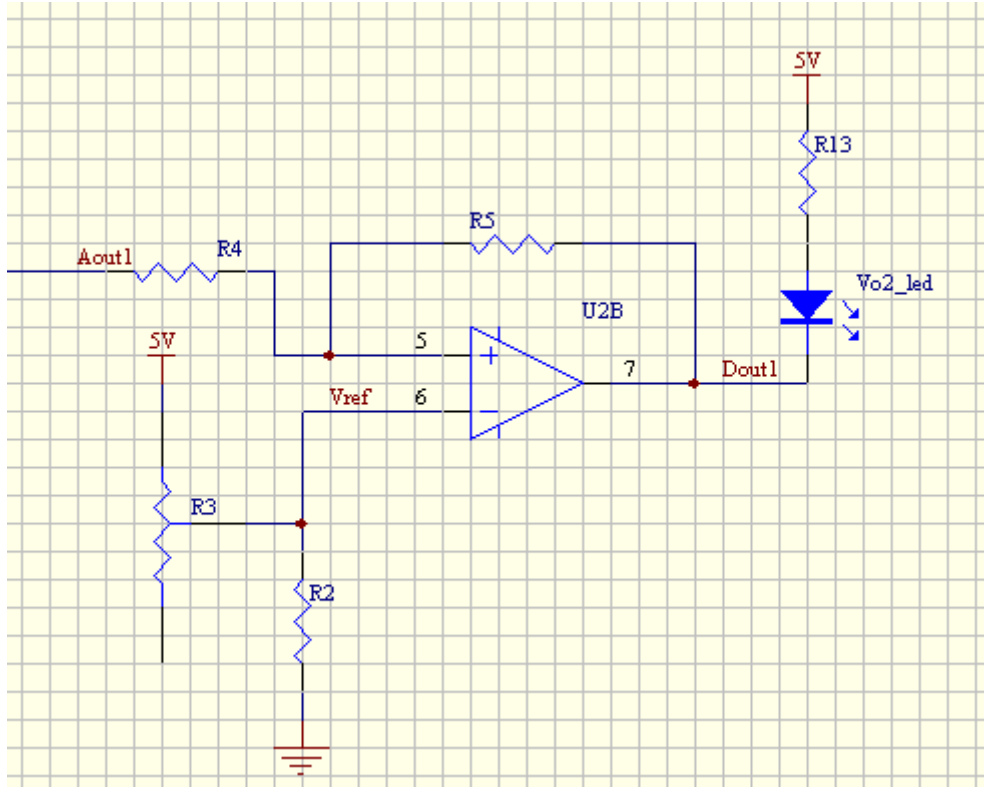 5V
R13
R5
R4
Aout1
Vo2_led
U2B
5V
5
+
7
Dout1
Vref
6
R3
R2